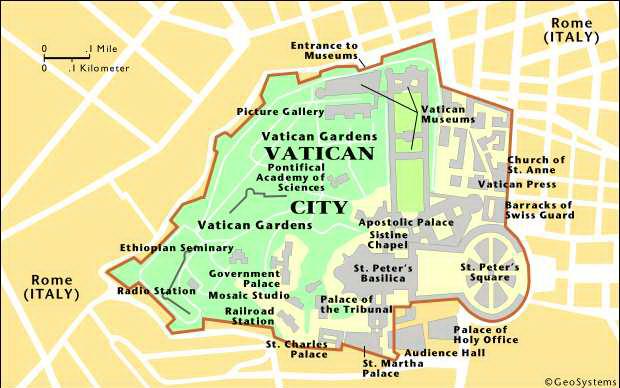 Rome
(ITALY)
0 .1 Mile
0 .1 Kilometer
Entrance to
Museums
Picture Gallery
Vatican
Museums
Vatican Gardens
VATICAN
Pontifical
Academy of
Sciences
Church of
St. Anne
Vatican Press
CITY
Barracks of
Swiss Guard
Vatican Gardens
Apostolic Palace
Sistine
Chapel
Ethiopian Seminary
St. Peter's
Basilica
St. Peter's
Square
Rome
(ITALY)
Government
Palace
Radio Station
Mosaic Studio
Palace of
the Tribunal
Railroad
Station
St. Charles
Palace
St. Martha
Palace
Audience Hall
Palace of
Holy Office
©GeoSystems